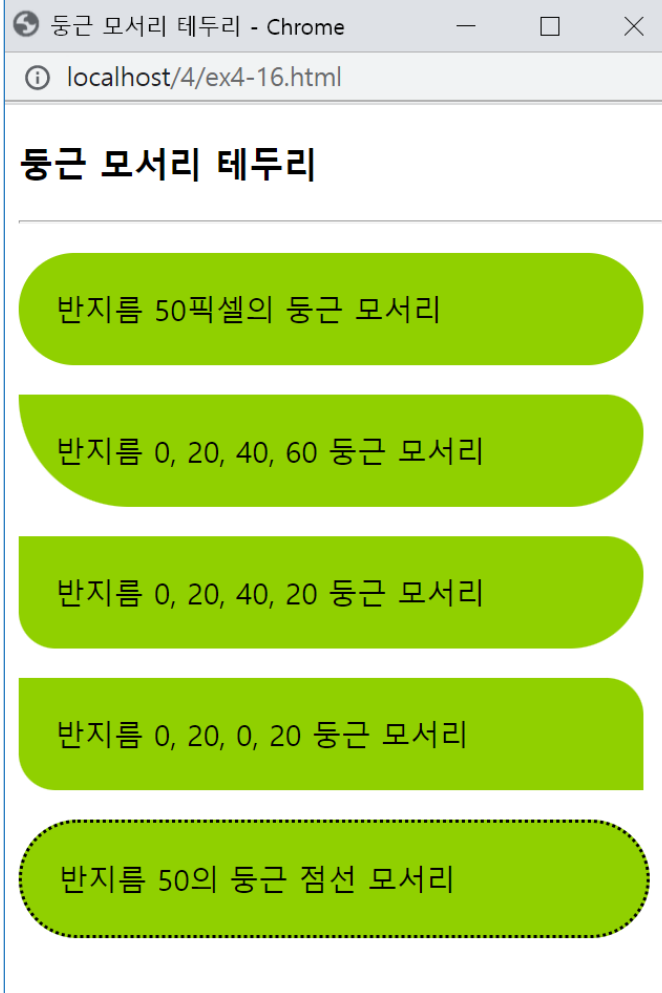 둥근 모서리 테두리 - Chrome
localhost/4/ex4-16.html
둥근 모서리 테두리
반지름 50픽셀의 둥근 모서리
반지름 0, 20, 40, 60 둥근 모서리
반지름 0, 20, 40, 20 둥근 모서리
반지름 0, 20, 0, 20 둥근 모서리
반지름 50의 둥근 점선 모서리